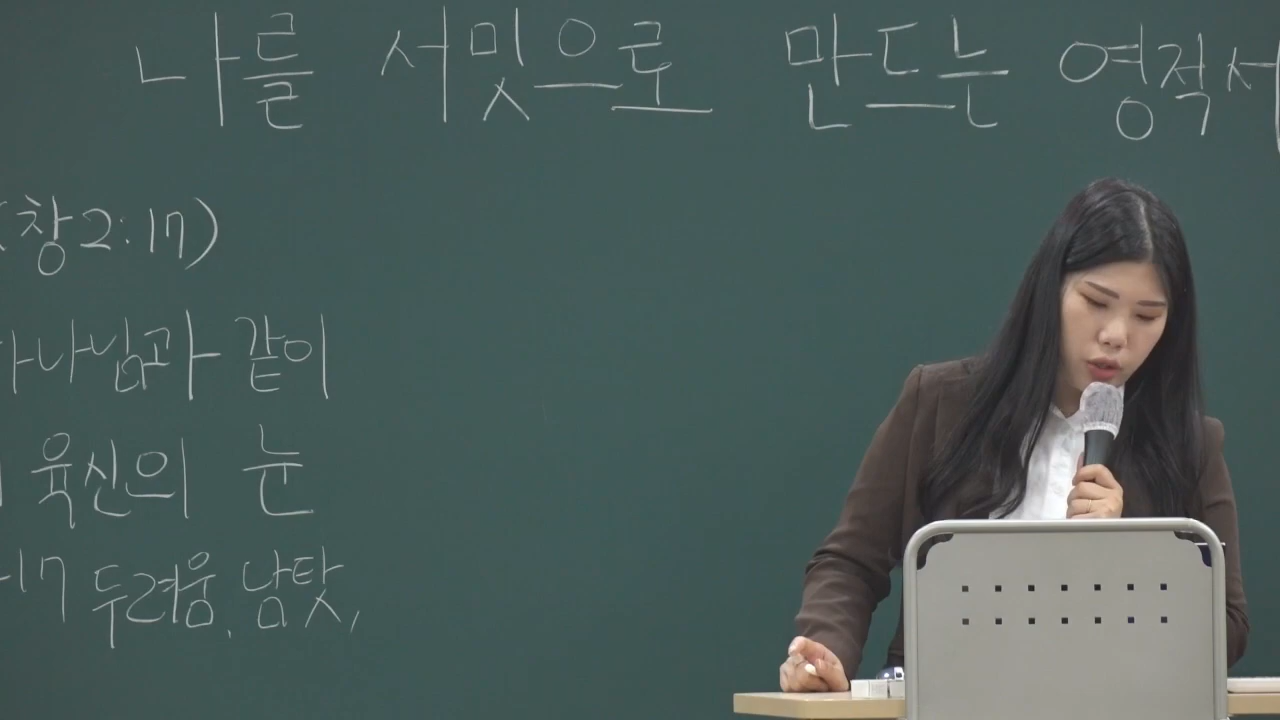 나를 서밋으로 만드는 영적서
(창2:17)
하나님과 같이
육신의 눈
-17 두려움, 남탓,